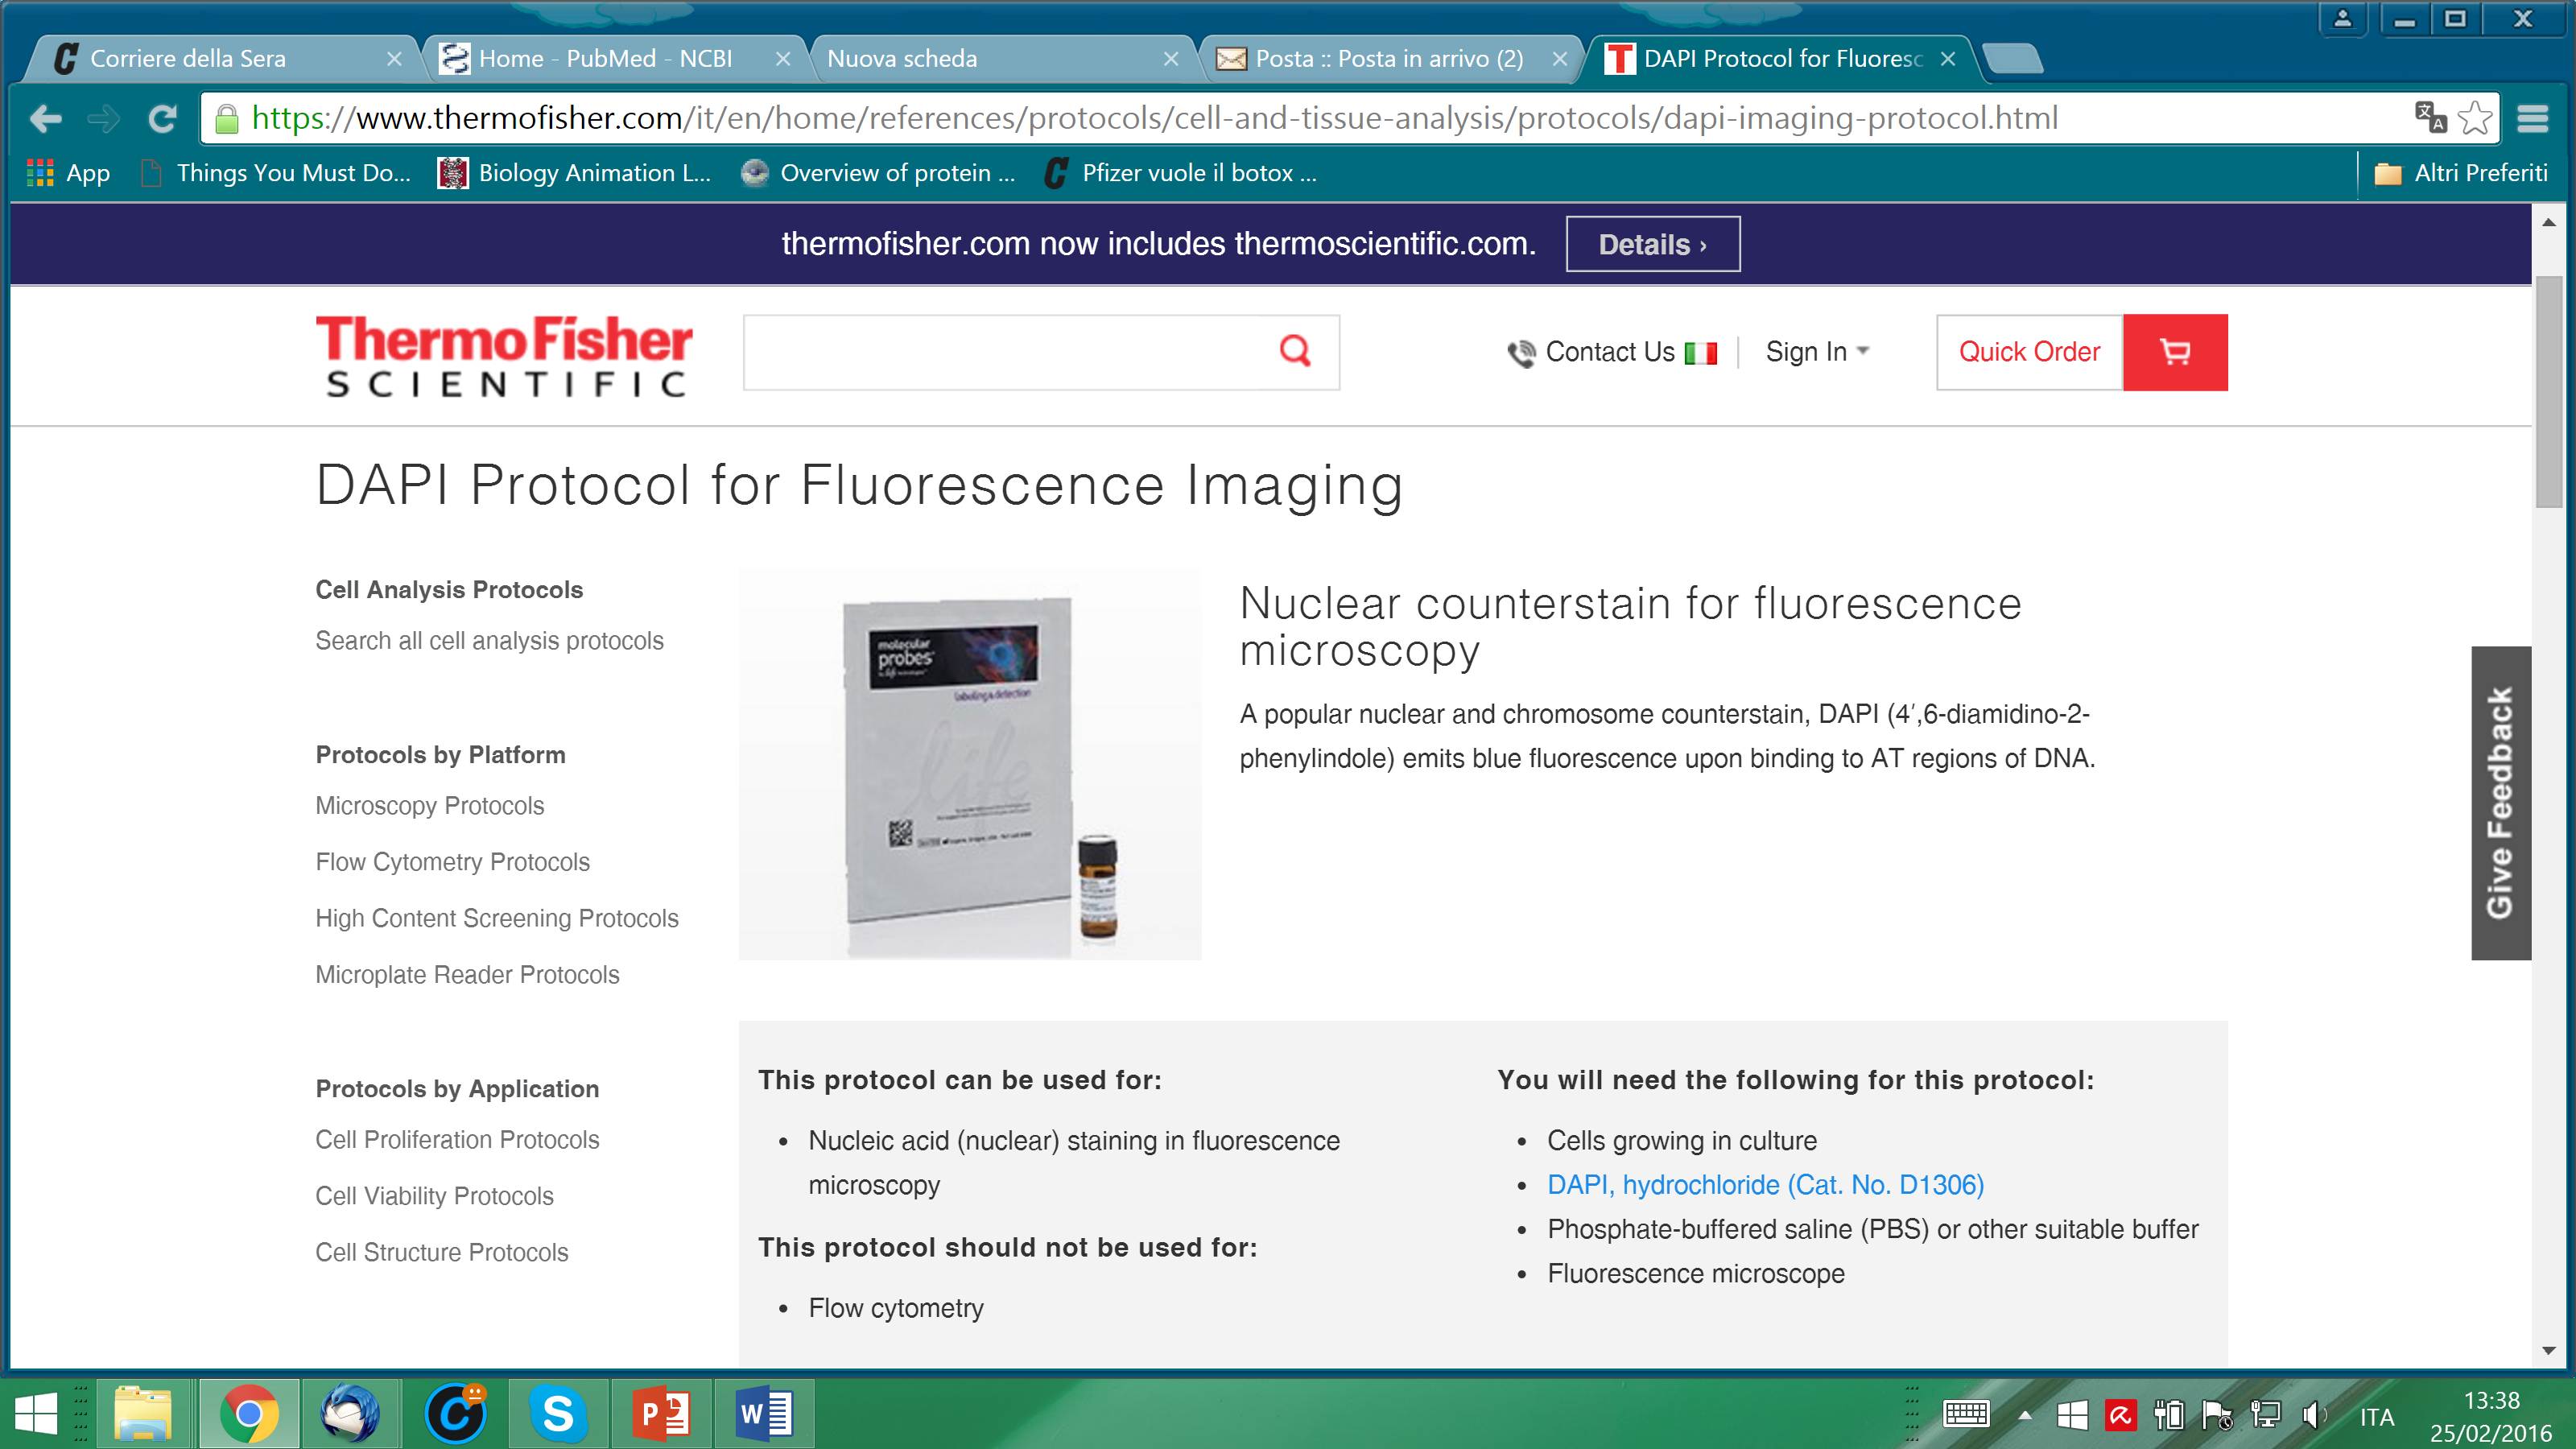 Corriere della Sera
Home - PubMed - NCBI
Nuova scheda
Posta :: Posta in arrivo (2)
DAPI Protocol for Fluoresc
https://www.thermofisher.com/it/en/home/references/protocols/cell-and-tissue-analysis/protocols/dapi-imaging-protocol.html
App
Things You Must Do...
Biology Animation L...
Overview of protein ...
Pfizer vuole il botox ...
Altri Preferiti
thermofisher.com now includes thermoscientific.com.
Details ›
ThermoFisher
SCIENTIFIC
Contact Us
Sign In
Quick Order
DAPI Protocol for Fluorescence Imaging
Cell Analysis Protocols
Search all cell analysis protocols
Protocols by Platform
Microscopy Protocols
Flow Cytometry Protocols
High Content Screening Protocols
Microplate Reader Protocols
Protocols by Application
Cell Proliferation Protocols
Cell Viability Protocols
Cell Structure Protocols
molecular
probes
labeling & detection
life
Nuclear counterstain for fluorescence
microscopy
A popular nuclear and chromosome counterstain, DAPI (4′,6-diamidino-2-
phenylindole) emits blue fluorescence upon binding to AT regions of DNA.
Give Feedback
This protocol can be used for:
• Nucleic acid (nuclear) staining in fluorescence
microscopy
This protocol should not be used for:
• Flow cytometry
You will need the following for this protocol:
• Cells growing in culture
• DAPI, hydrochloride (Cat. No. D1306)
• Phosphate-buffered saline (PBS) or other suitable buffer
• Fluorescence microscope
ITA
13:38
25/02/2016